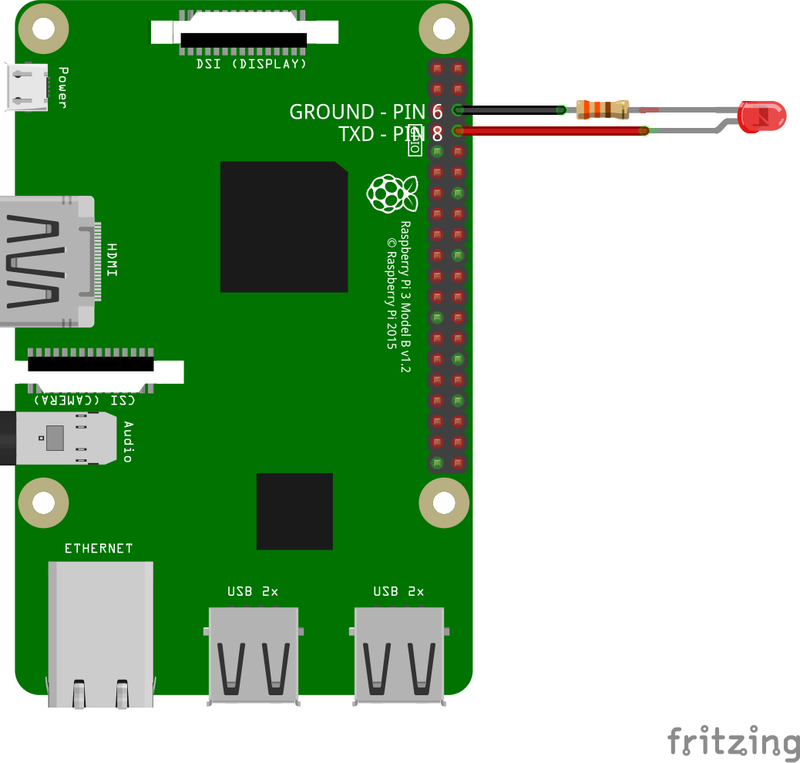 DSI (DISPLAY)
Power
GROUND - PIN 6
TXD - PIN 8
GPIO
HDMI
Raspberry Pi 3 Model B v1.2
© Raspberry Pi 2015
CSI (CAMERA)
Audio
ETHERNET
USB 2x
USB 2x
fritzing